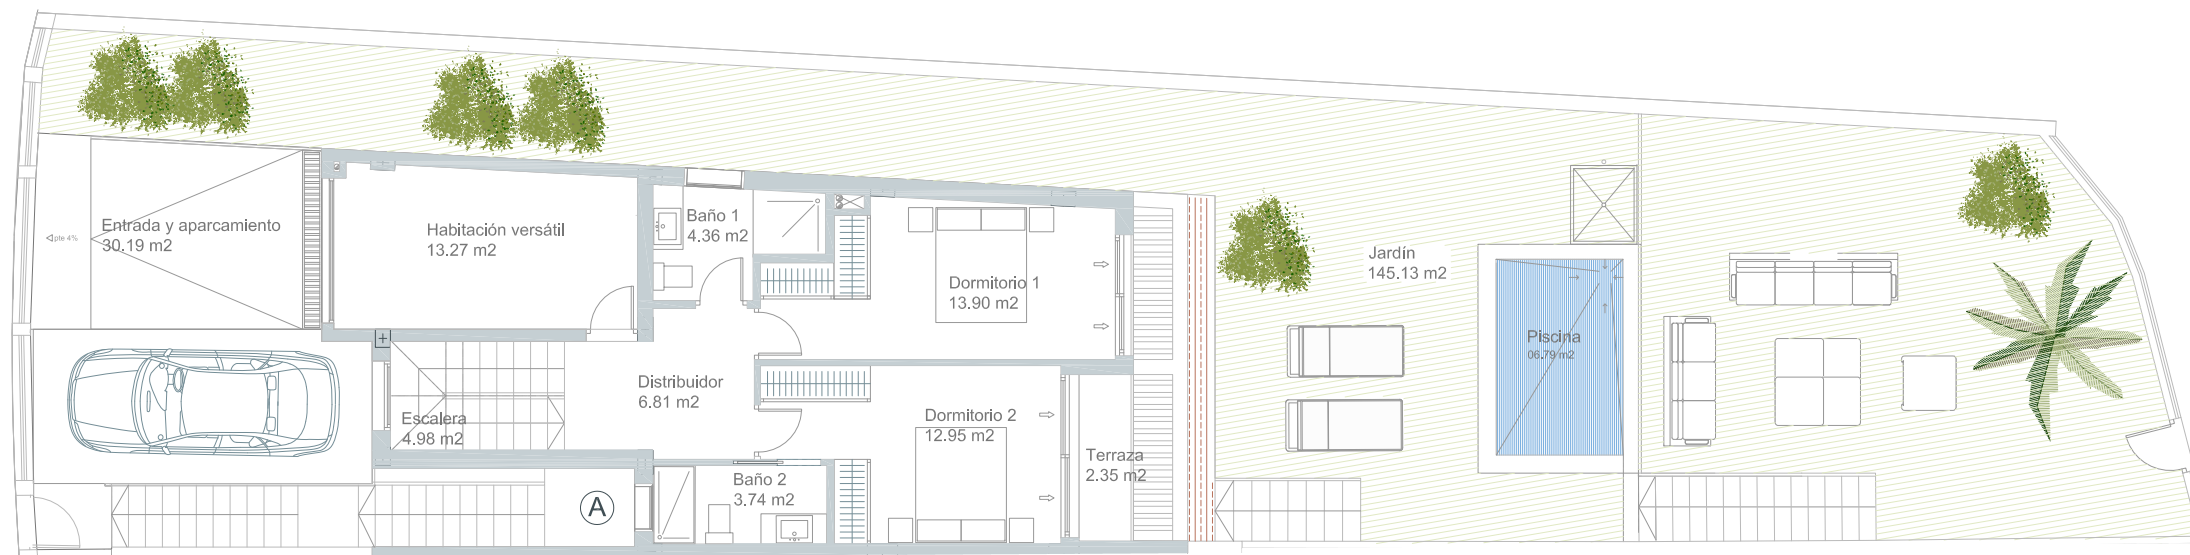 Entrada y aparcamiento
30.19 m2
pte 4%
Habitación versátil
13.27 m2
Baño 1
4.36 m2
Dormitorio 1
13.90 m2
Jardín
145.13 m2
Piscina
06.79 m2
Distribuidor
6.81 m2
Escalera
4.98 m2
Dormitorio 2
12.95 m2
Terraza
2.35 m2
Baño 2
3.74 m2
A